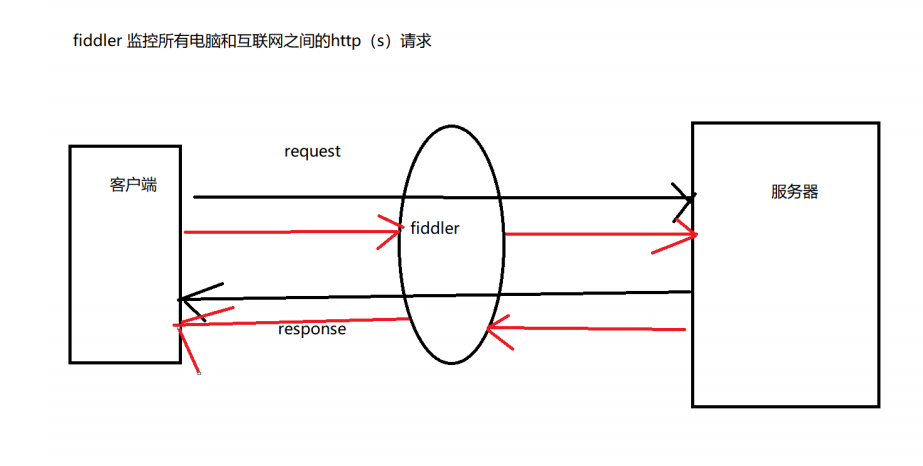 fiddler 监控所有电脑和互联网之间的http（s）请求
request
客户端
服务器
fiddler
response